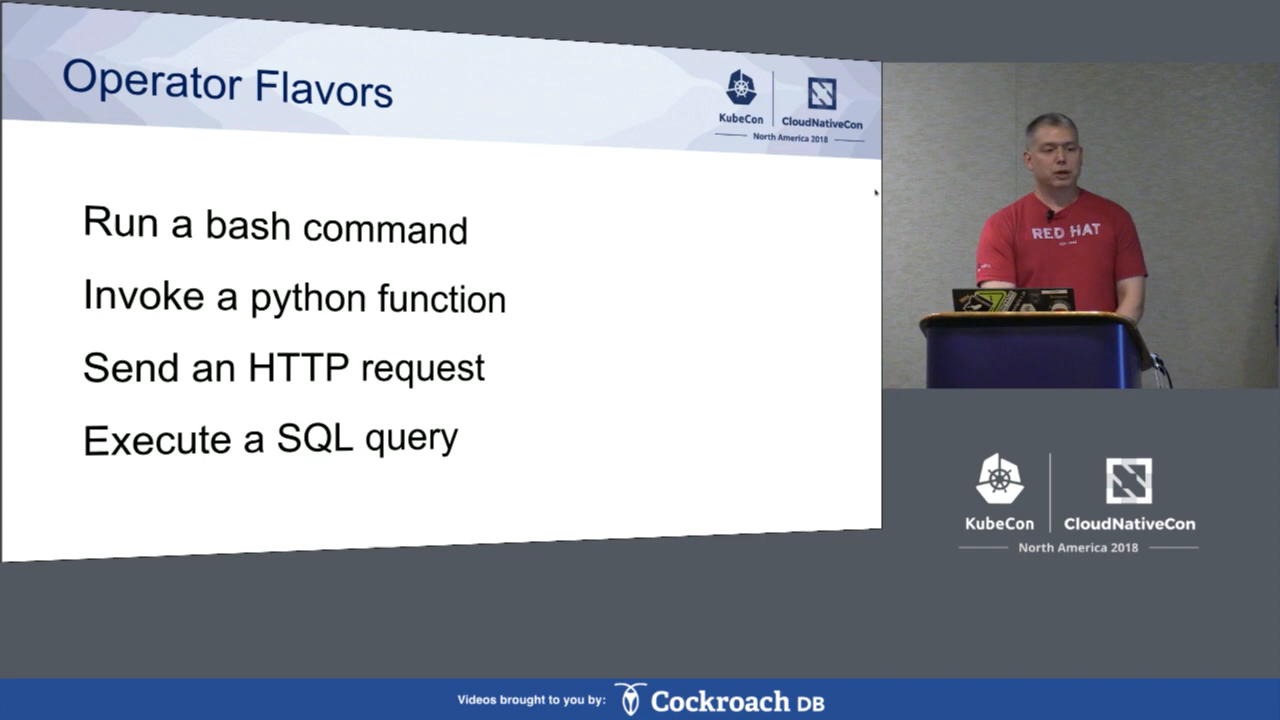 Operator Flavors
KubeCon
CloudNativeCon
North America 2018
Run a bash command
Invoke a python function
Send an HTTP request
Execute a SQL query
RED HAT
KubeCon
CloudNativeCon
North America 2018
Videos brought to you by:
Cockroach DB